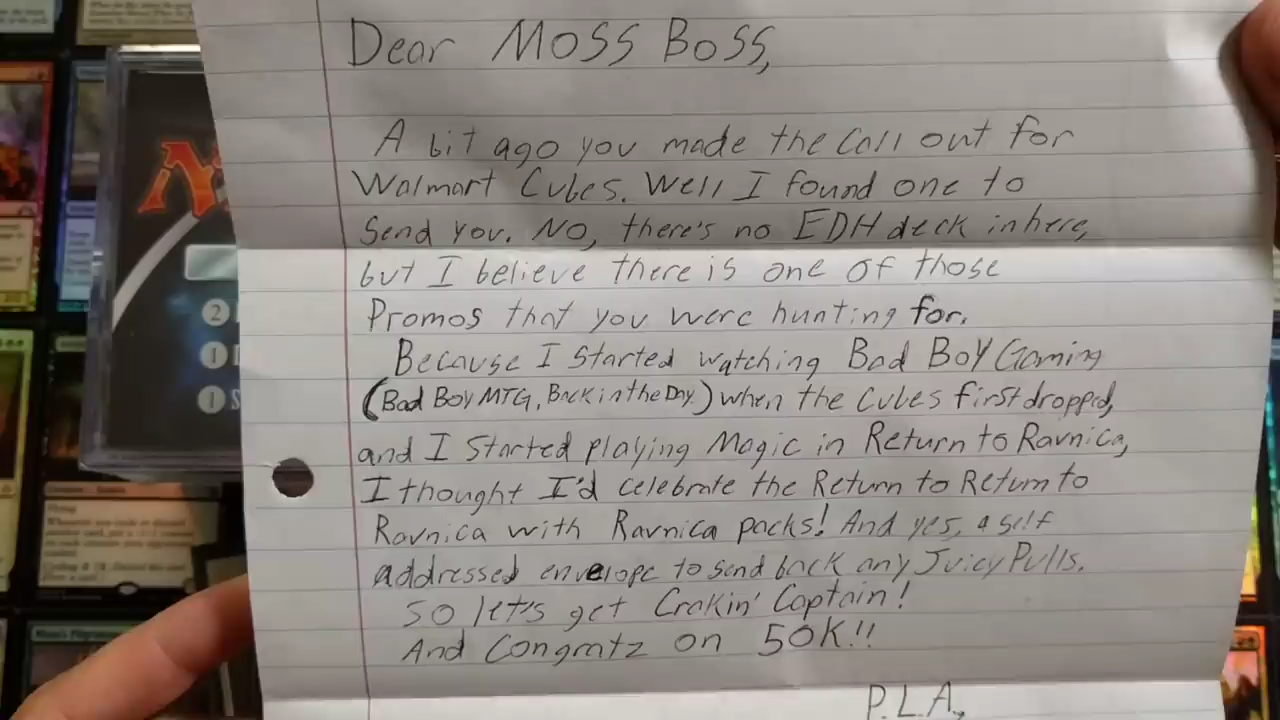 Dear Moss Boss,
A bit ago you made the call out for
Walmart Cubes. Well I found one to
Send you. No, there's no EDH deck in here,
but I believe there is one of those
Promos that you were hunting for.
Because I Started watching Bad Boy Gaming
(Bad Boy MTG, Back in the Day) when the Cubes first dropped,
and I Started playing Magic in Return to Ravnica,
I thought I'd celebrate the Return to Return to
Ravnica with Ravnica packs! And yes, a self
addressed envelope to send back any Juicy Pulls.
So let's get Crakin' Captain!
And Congratz on 50K!!
P.L.A.,
2
1
1 S